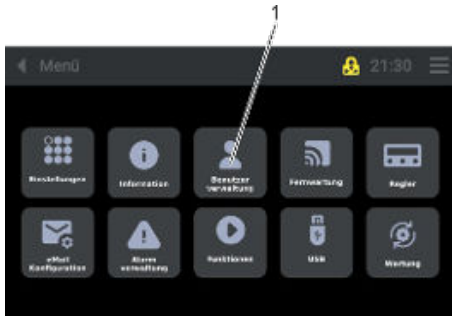 1
Menü 21:30
Einstellungen Information Benutzer verwaltung Fernwartung Regler
eMail Konfiguration Alarm verwaltung Funktionen USB Wartung